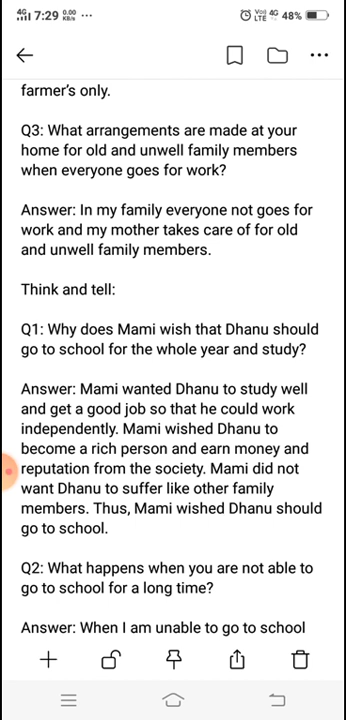 4G 7:29 0.00 KB/s ... Voj LTE 4G 48%
farmer's only.
Q3: What arrangements are made at your
home for old and unwell family members
when everyone goes for work?
Answer: In my family everyone not goes for
work and my mother takes care of for old
and unwell family members.
Think and tell:
Q1: Why does Mami wish that Dhanu should
go to school for the whole year and study?
Answer: Mami wanted Dhanu to study well
and get a good job so that he could work
independently. Mami wished Dhanu to
become a rich person and earn money and
reputation from the society. Mami did not
want Dhanu to suffer like other family
members. Thus, Mami wished Dhanu should
go to school.
Q2: What happens when you are not able to
go to school for a long time?
Answer: When I am unable to go to school